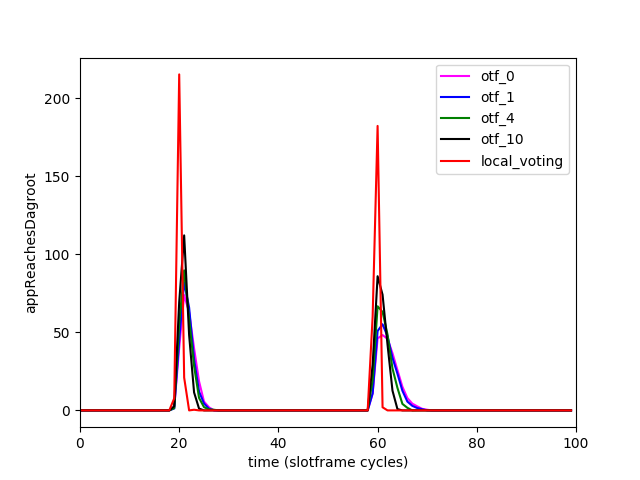 otf_0
otf_1
otf_4
otf_10
local_voting
200
150
100
50
0
appReachesDagroot
0 20 40 60 80 100
time (slotframe cycles)